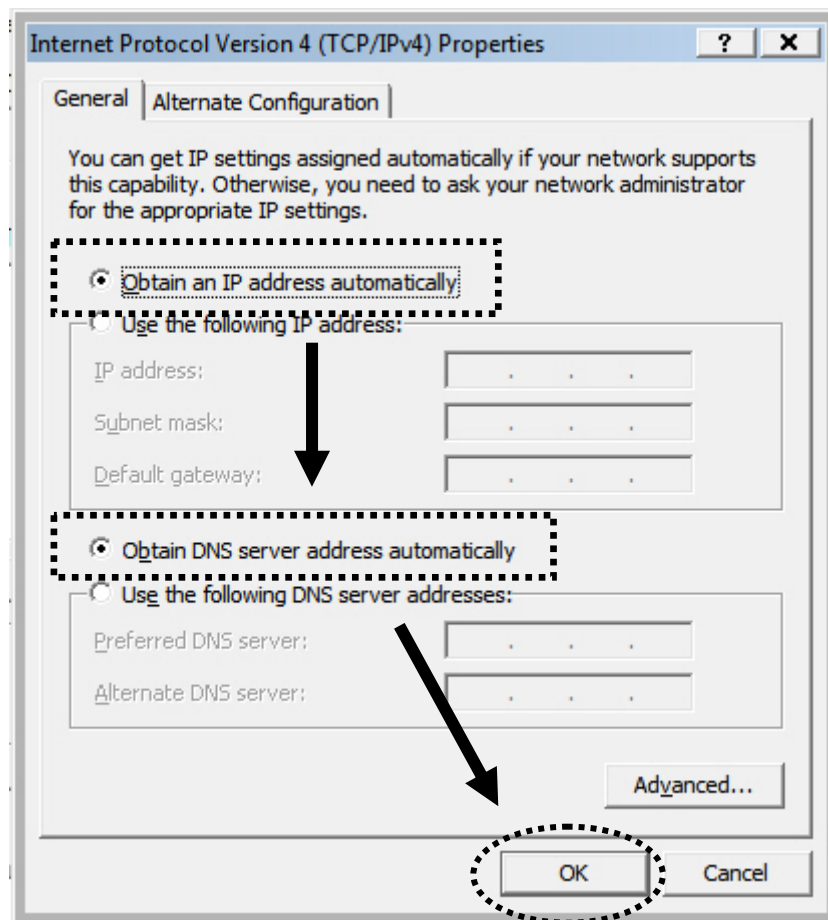 Internet Protocol Version 4 (TCP/IPv4) Properties
General
Alternate Configuration
You can get IP settings assigned automatically if your network supports
this capability. Otherwise, you need to ask your network administrator
for the appropriate IP settings.
Obtain an IP address automatically
Use the following IP address:
IP address:
Subnet mask:
Default gateway:
Obtain DNS server address automatically
Use the following DNS server addresses:
Preferred DNS server:
Alternate DNS server:
Advanced...
OK
Cancel